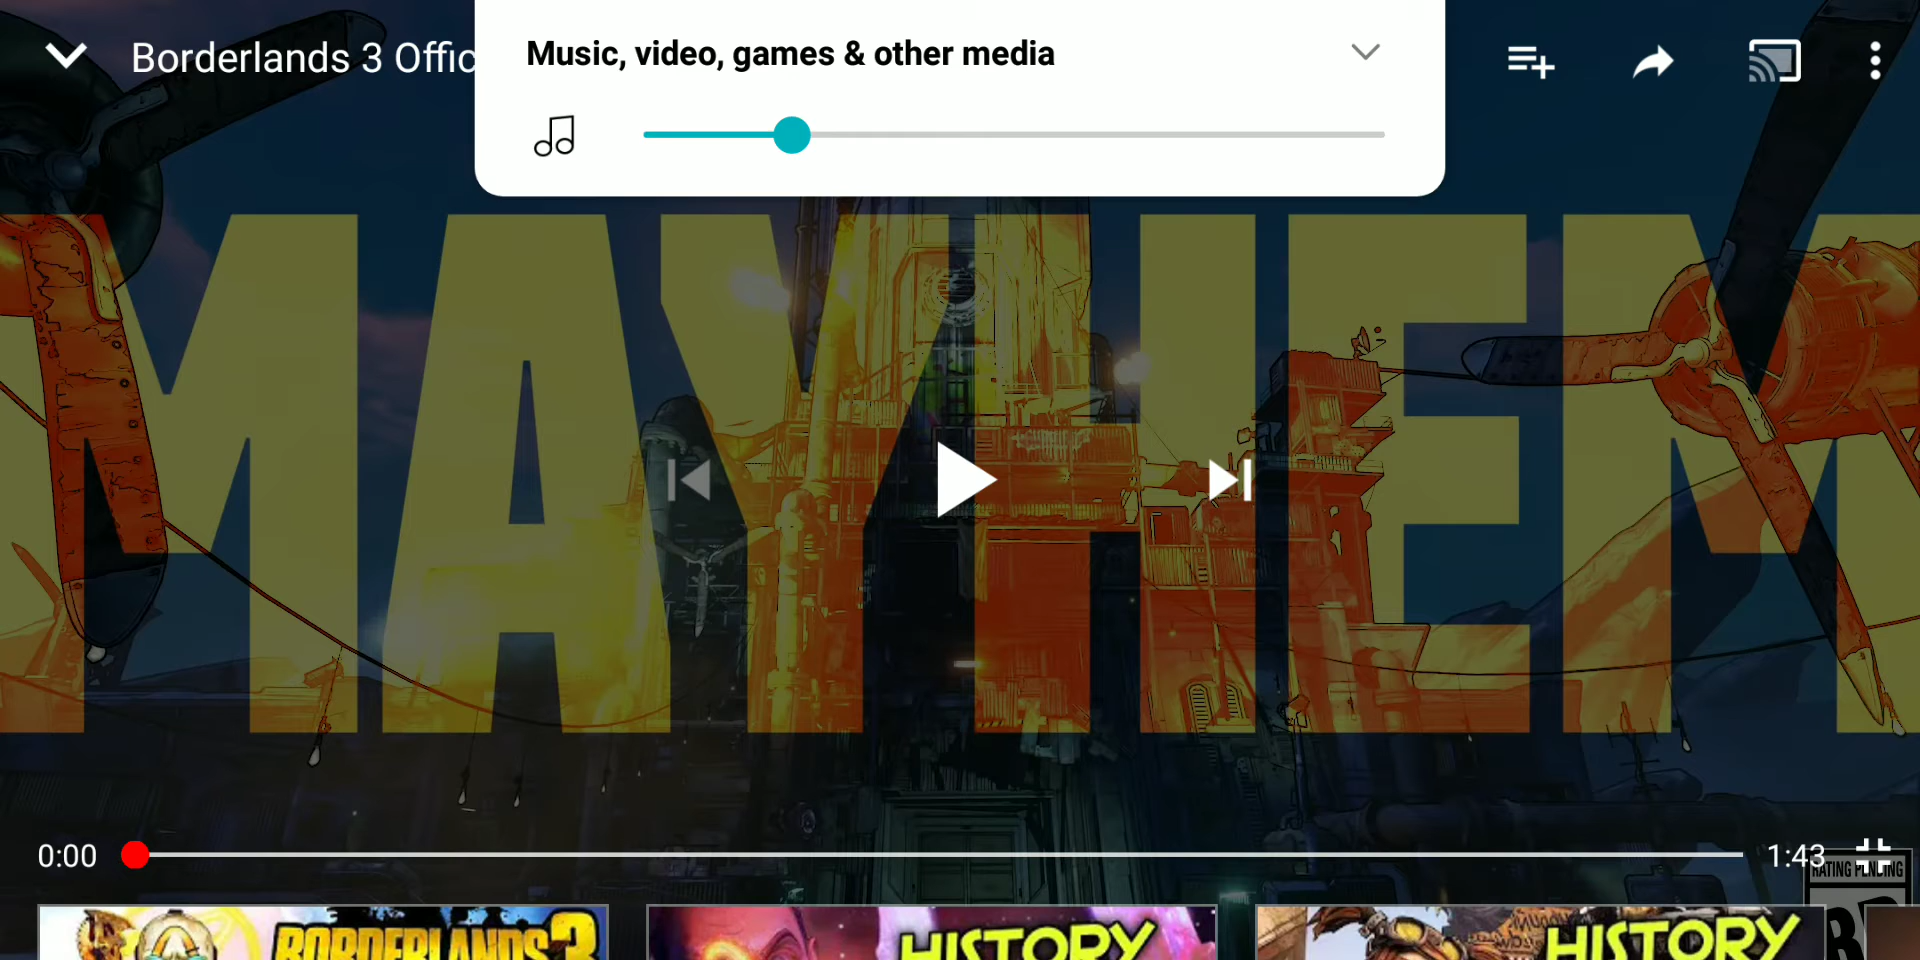 Borderlands 3 Offic
Music, video, games & other media
MAYHEM
0:00
1:43
RATING PENDING
BORDERLANDS 3
HISTORY
HISTORY